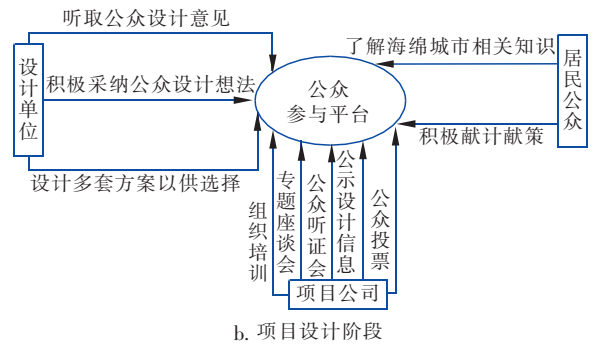 听取公众设计意见
设计单位
积极采纳公众设计想法
设计多套方案以供选择
公众
参与平台
了解海绵城市相关知识
居民公众
积极献计献策
组织培训
专题座谈会
公众听证会
公示设计信息
公众投票
项目公司
b. 项目设计阶段